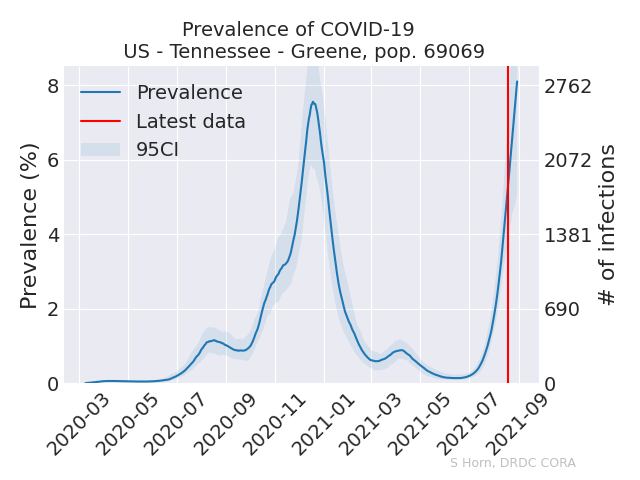 Prevalence of COVID-19
US - Tennessee - Greene, pop. 69069
Prevalence
Latest data
95CI
Prevalence (%)
8
6
4
2
0
2762
2072
1381
690
0
# of infections
2020-03
2020-05
2020-07
2020-09
2020-11
2021-01
2021-03
2021-05
2021-07
2021-09
S Horn, DRDC CORA